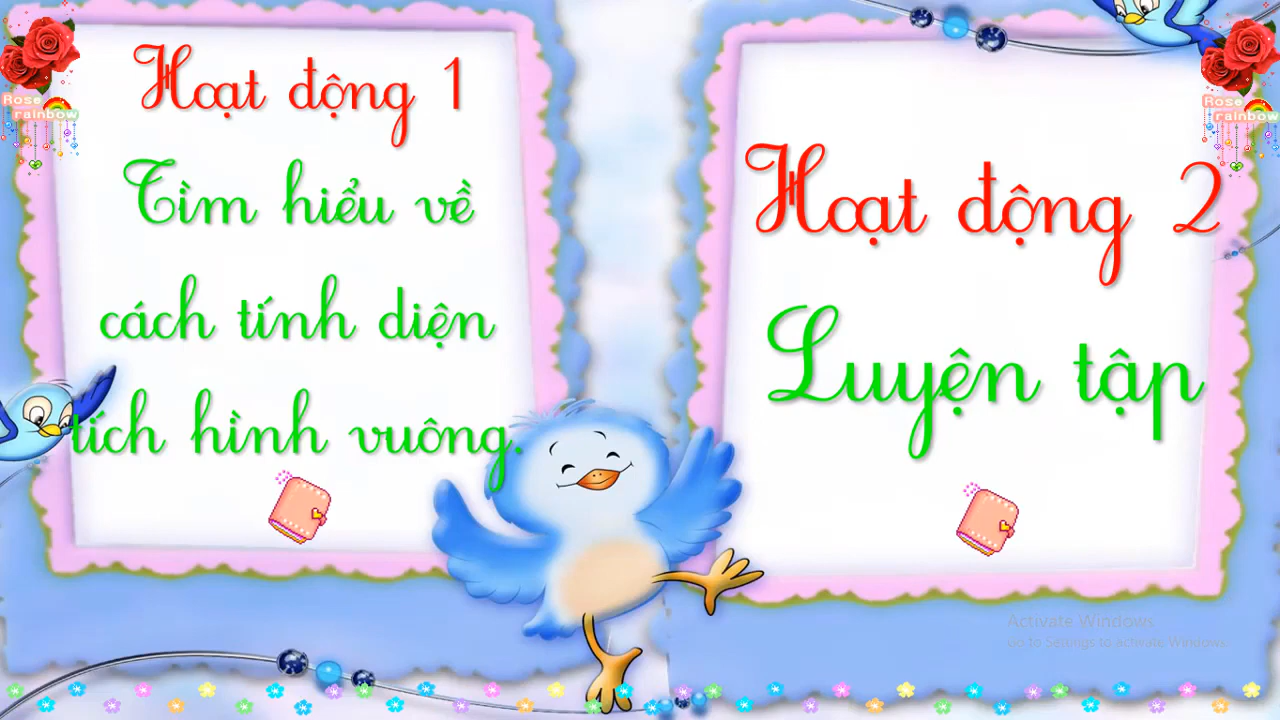 Hoạt động 1
Tìm hiểu về
cách tính diện
tích hình vuông.
Hoạt động 2
Luyện tập
Rose
rainbow
Rose
rainbow
Activate Windows
Go to Settings to activate Windows.